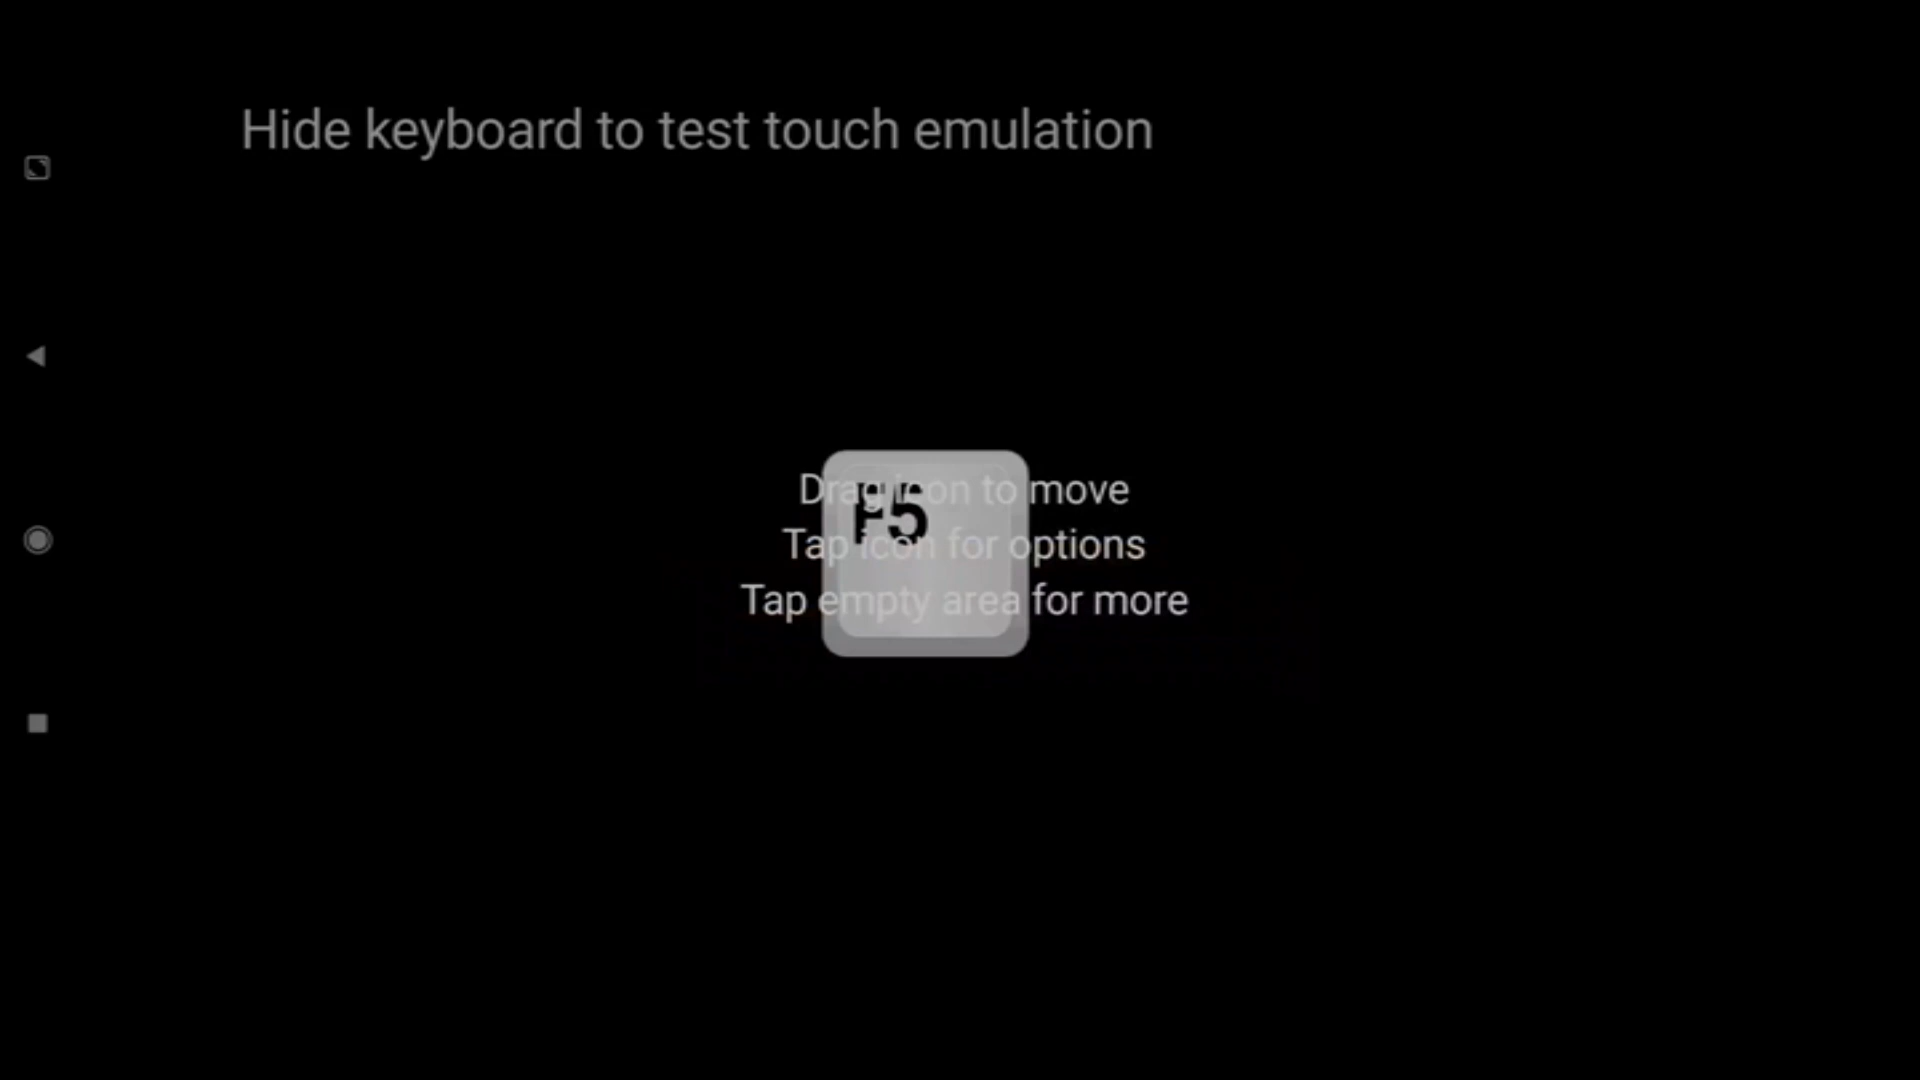 Hide keyboard to test touch emulation
Drag icon to move
F5
Tap icon for options
Tap empty area for more